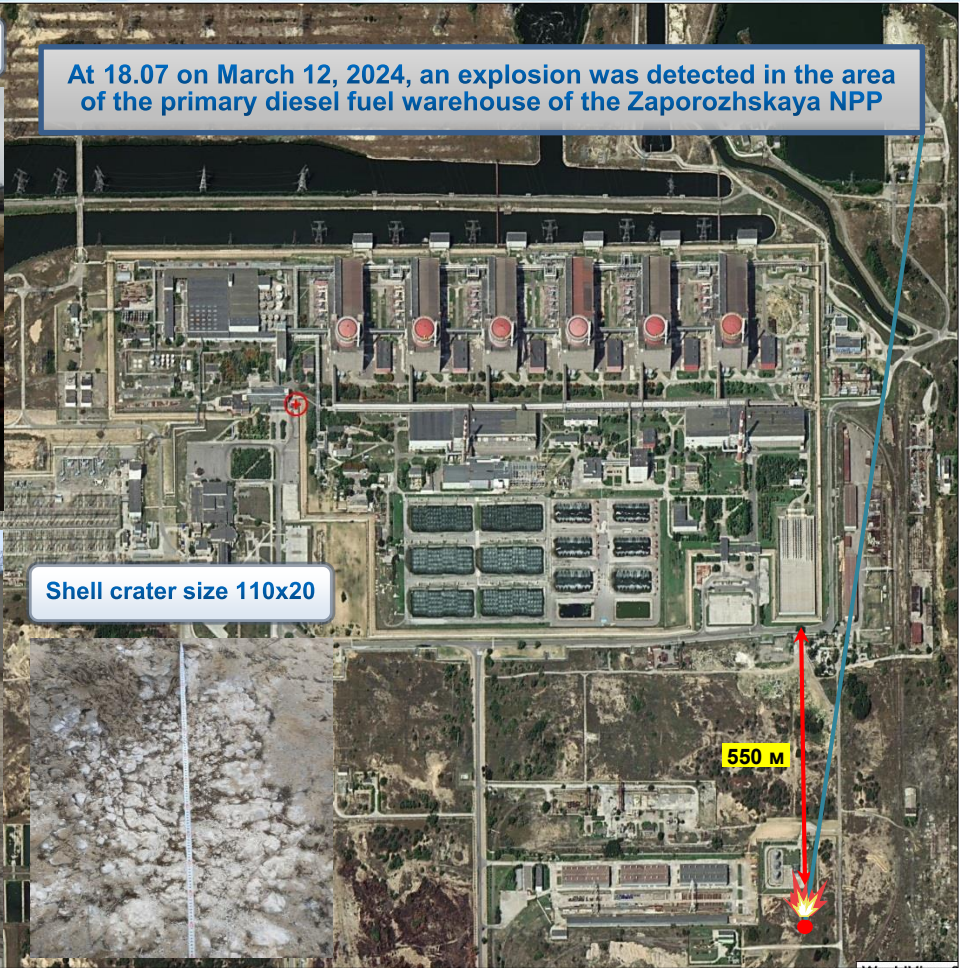 At 18.07 on March 12, 2024, an explosion was detected in the area
of the primary diesel fuel warehouse of the Zaporozhskaya NPP
Shell crater size 110x20
550 м